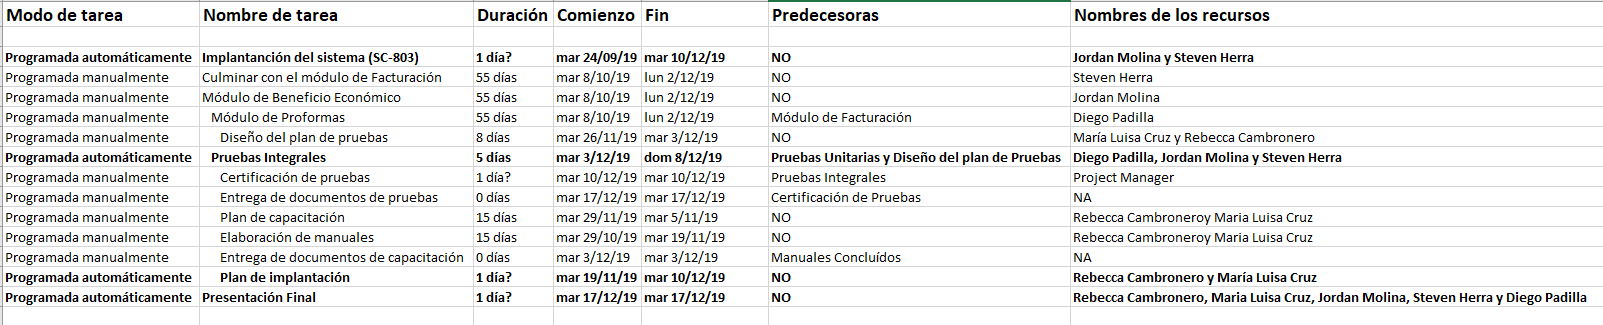 Modo de tarea Nombre de tarea Duración Comienzo Fin Predecesoras Nombres de los recursos
Programada automáticamente Implantanción del sistema (SC-803) 1 día? mar 24/09/19 mar 10/12/19 NO Jordan Molina y Steven Herra
Programada manualmente Culminar con el módulo de Facturación 55 días mar 8/10/19 lun 2/12/19 NO Steven Herra
Programada manualmente Módulo de Beneficio Económico 55 días mar 8/10/19 lun 2/12/19 NO Jordan Molina
Programada manualmente Módulo de Proformas 55 días mar 8/10/19 lun 2/12/19 Módulo de Facturación Diego Padilla
Programada manualmente Diseño del plan de pruebas 8 días mar 26/11/19 mar 3/12/19 NO María Luisa Cruz y Rebecca Cambronero
Programada automáticamente Pruebas Integrales 5 días mar 3/12/19 dom 8/12/19 Pruebas Unitarias y Diseño del plan de Pruebas Diego Padilla, Jordan Molina y Steven Herra
Programada manualmente Certificación de pruebas 1 día? mar 10/12/19 mar 10/12/19 Pruebas Integrales Project Manager
Programada manualmente Entrega de documentos de pruebas 0 días mar 17/12/19 mar 17/12/19 Certificación de Pruebas NA
Programada manualmente Plan de capacitación 15 días mar 29/11/19 mar 5/11/19 NO Rebecca Cambroneroy Maria Luisa Cruz
Programada manualmente Elaboración de manuales 15 días mar 29/10/19 mar 19/11/19 NO Rebecca Cambroneroy Maria Luisa Cruz
Programada manualmente Entrega de documentos de capacitación 0 días mar 3/12/19 mar 3/12/19 Manuales Concluídos NA
Programada automáticamente Plan de implantación 1 día? mar 19/11/19 mar 10/12/19 NO Rebecca Cambronero y María Luisa Cruz
Programada automáticamente Presentación Final 1 día? mar 17/12/19 mar 17/12/19 NO Rebecca Cambronero, Maria Luisa Cruz, Jordan Molina, Steven Herra y Diego Padilla